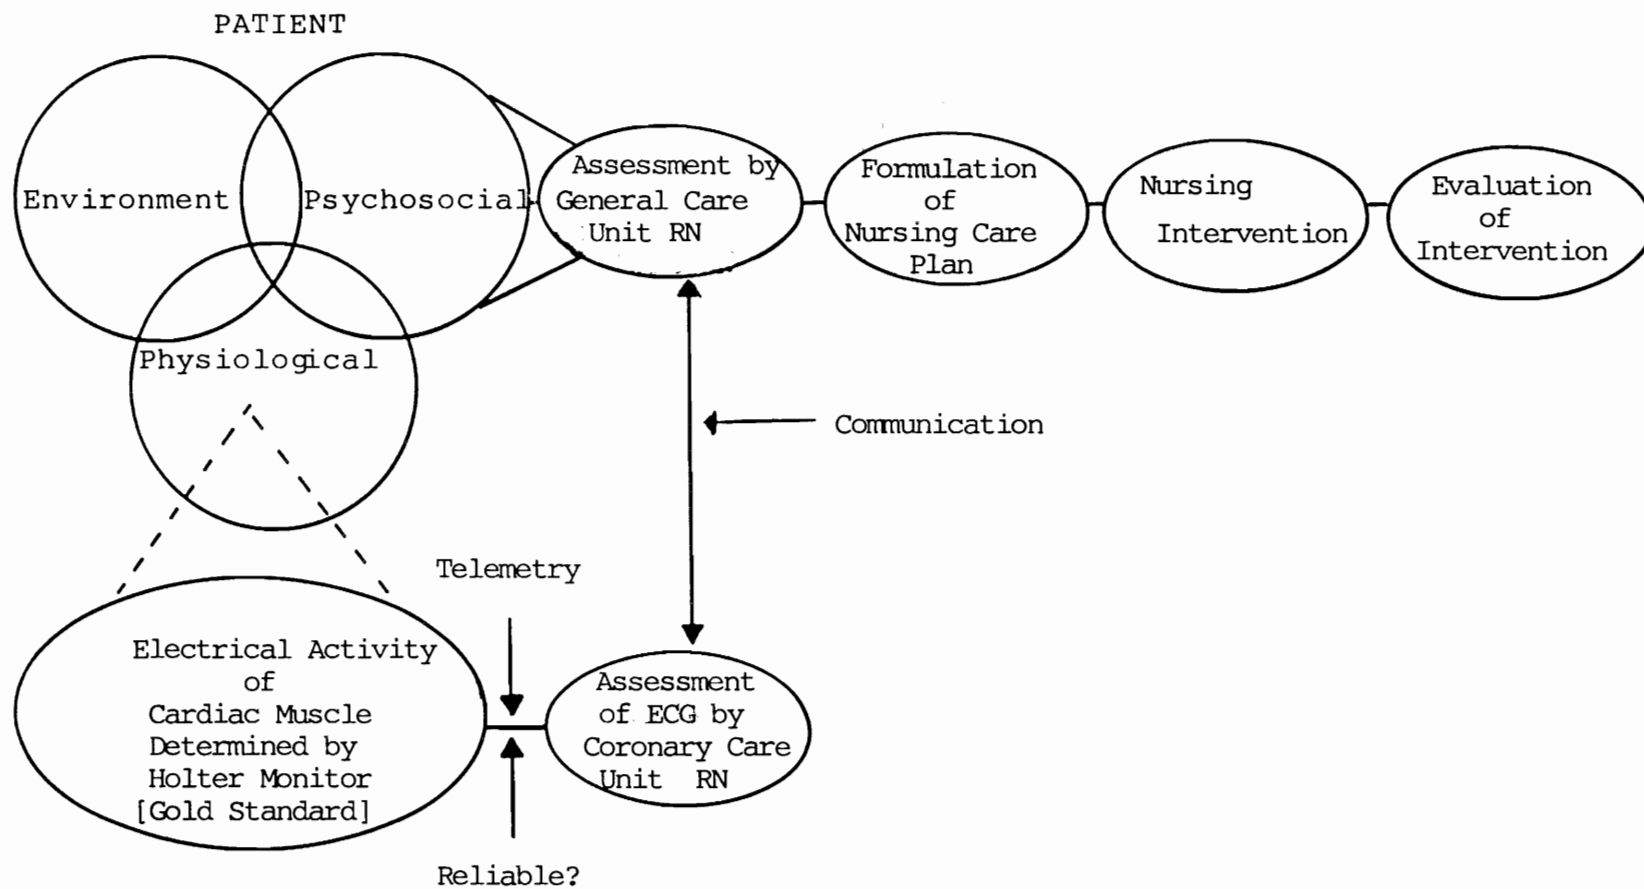 PATIENT
Environment
Psychosocial
Physiological
Assessment by
General Care
Unit RN
Formulation
of
Nursing Care
Plan
Nursing
Intervention
Evaluation
of
Intervention
Communication
Telemetry
Electrical Activity
of
Cardiac Muscle
Determined by
Holter Monitor
[Gold Standard]
Assessment
of ECG by
Coronary Care
Unit RN
Reliable?